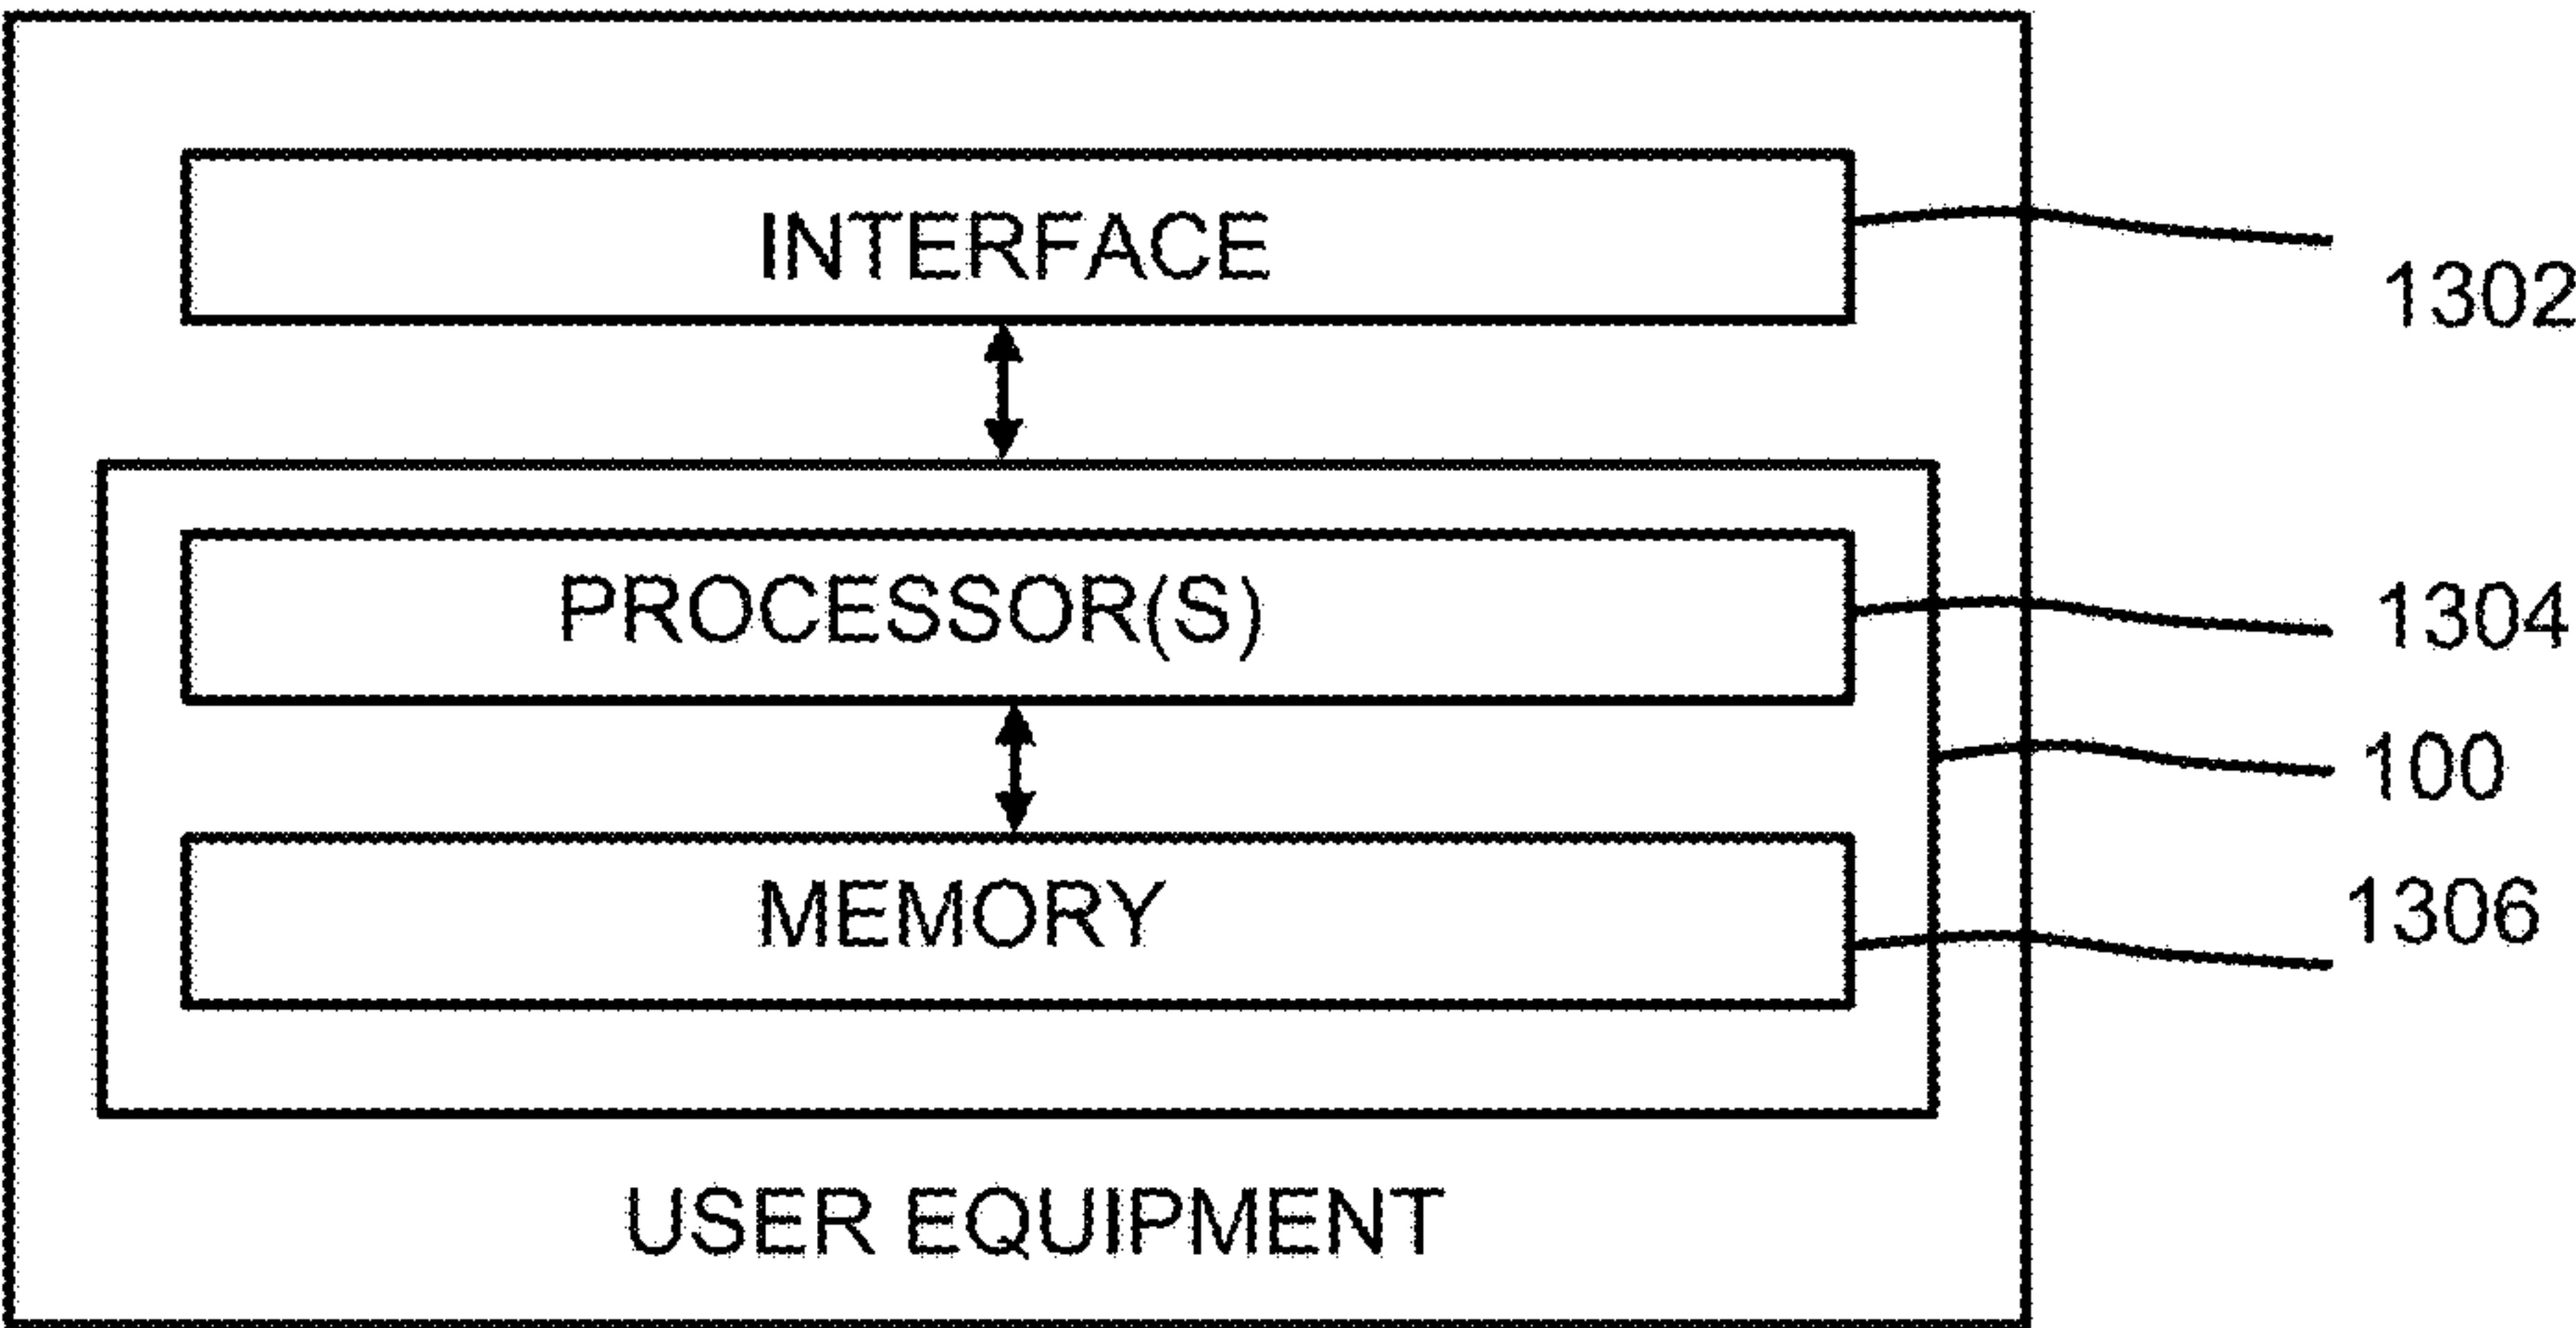 INTERFACE
1302
PROCESSOR(S)
1304
100
MEMORY
1306
USER EQUIPMENT